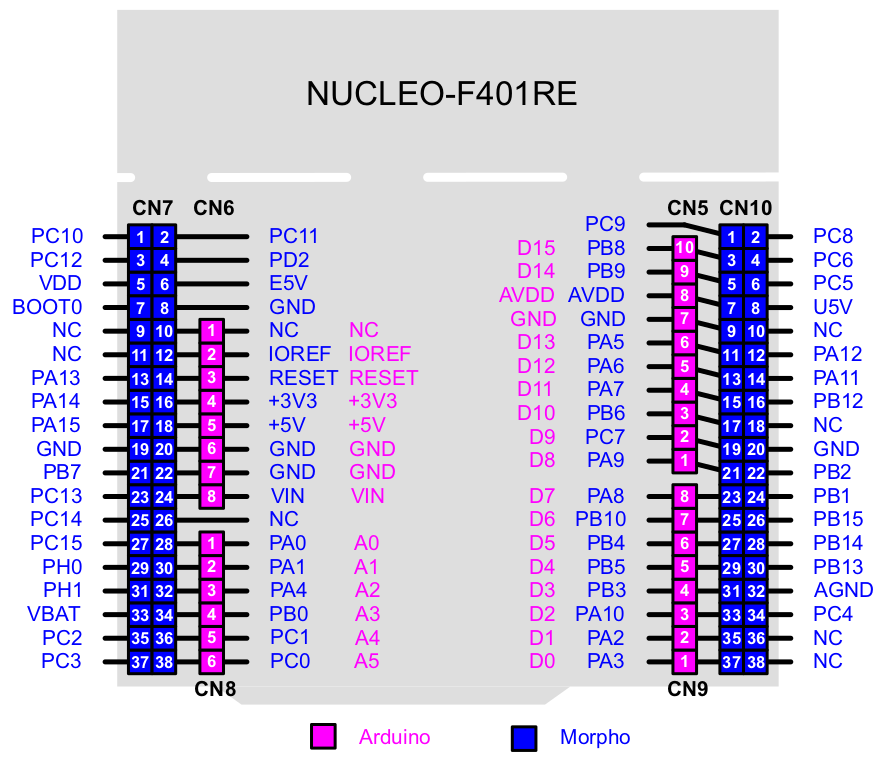 NUCLEO-F401RE
CN7 CN6 CN5 CN10
PC9
PC10 1 2 PC11 D15 PB8 10 1 2 PC8
PC12 3 4 PD2 D14 PB9 9 3 4 PC6
VDD 5 6 E5V AVDD AVDD 8 5 6 PC5
BOOT0 7 8 GND GND GND 7 7 8 U5V
NC 9 10 1 NC NC D13 PA5 6 9 10 NC
NC 11 12 2 IOREF IOREF D12 PA6 5 11 12 PA12
PA13 13 14 3 RESET RESET D11 PA7 4 13 14 PA11
PA14 15 16 4 +3V3 +3V3 D10 PB6 3 15 16 PB12
PA15 17 18 5 +5V +5V D9 PC7 2 17 18 NC
GND 19 20 6 GND GND D8 PA9 1 19 20 GND
PB7 21 22 7 GND GND 21 22 PB2
PC13 23 24 8 VIN VIN D7 PA8 8 23 24 PB1
PC14 25 26 NC D6 PB10 7 25 26 PB15
PC15 27 28 1 PA0 A0 D5 PB4 6 27 28 PB14
PH0 29 30 2 PA1 A1 D4 PB5 5 29 30 PB13
PH1 31 32 3 PA4 A2 D3 PB3 4 31 32 AGND
VBAT 33 34 4 PB0 A3 D2 PA10 3 33 34 PC4
PC2 35 36 5 PC1 A4 D1 PA2 2 35 36 NC
PC3 37 38 6 PC0 A5 D0 PA3 1 37 38 NC
CN8 CN9
Arduino Morpho